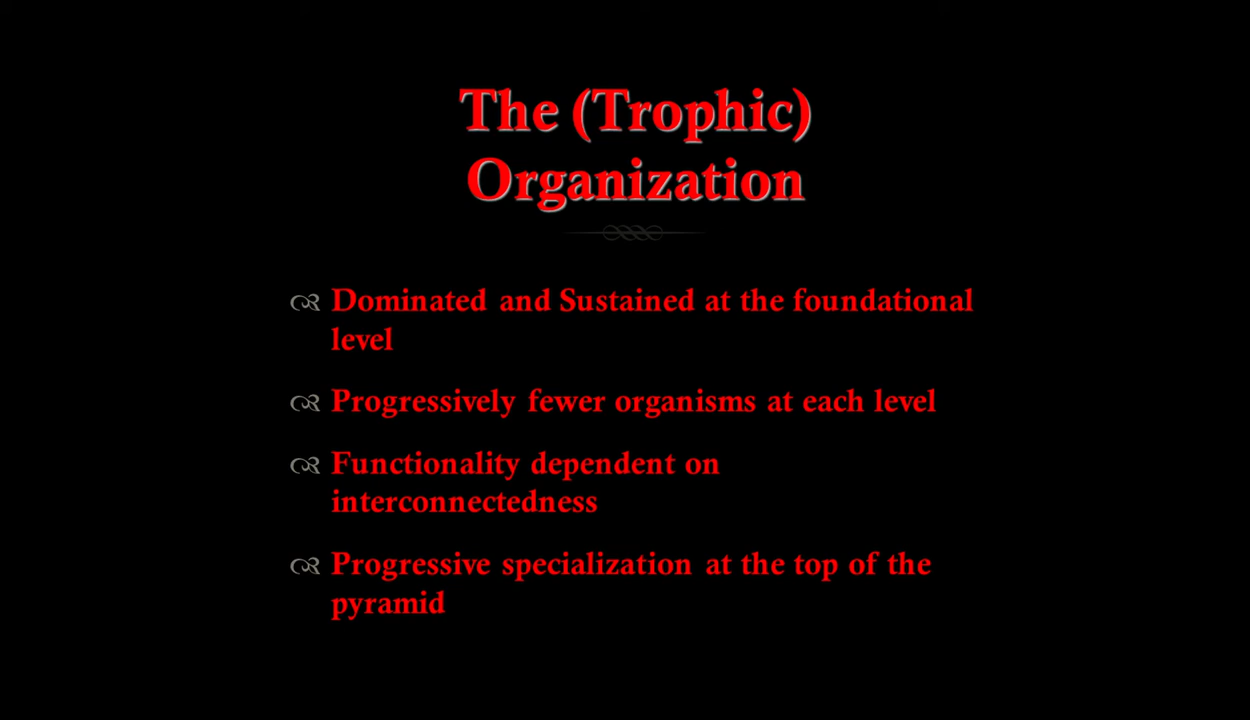 The (Trophic)
Organization
Dominated and Sustained at the foundational
level
Progressively fewer organisms at each level
Functionality dependent on
interconnectedness
Progressive specialization at the top of the
pyramid